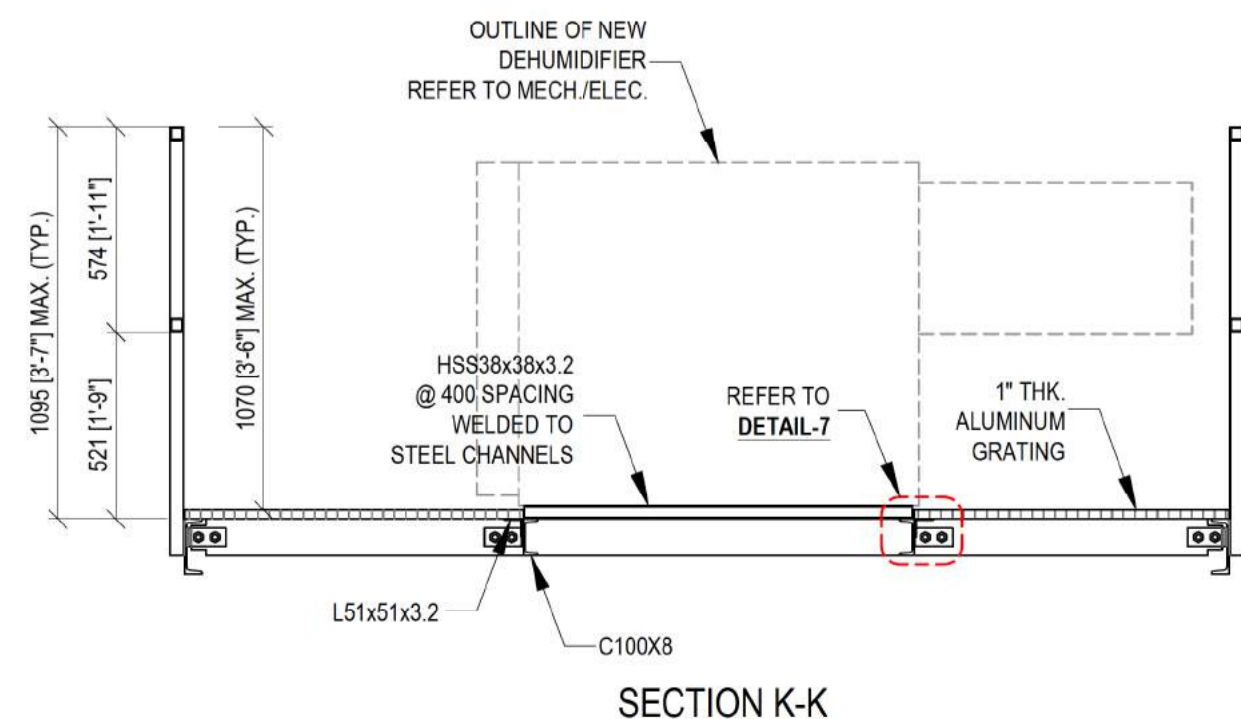 OUTLINE OF NEW
DEHUMIDIFIER
REFER TO MECH./ELEC.
1095 [3'-7"] MAX. (TYP.)
574 [1'-11"]
521 [1'-9"]
1070 [3'-6"] MAX. (TYP.)
HSS38x38x3.2
@ 400 SPACING
WELDED TO
STEEL CHANNELS
REFER TO
DETAIL-7
1" THK.
ALUMINUM
GRATING
L51x51x3.2
C100X8
SECTION K-K